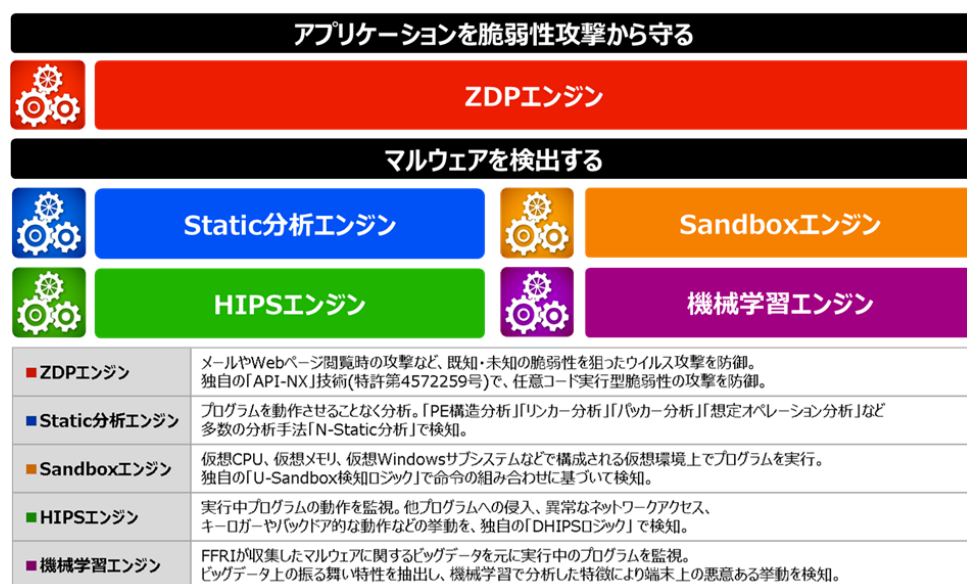 アプリケーションを脆弱性攻撃から守る
ZDPエンジン
マルウェアを検出する
Static分析エンジン
Sandboxエンジン
HIPSエンジン
機械学習エンジン
■ZDPエンジン
メールやWebページ閲覧時の攻撃など、既知・未知の脆弱性を狙ったウイルス攻撃を防御。
独自の「API-NX」技術(特許第4572259号)で、任意コード実行型脆弱性の攻撃を防御。
■Static分析エンジン
プログラムを動作させることなく分析。「PE構造分析」「リンカー分析」「パッカー分析」「想定オペレーション分析」など
多数の分析手法「N-Static分析」で検知。
■Sandboxエンジン
仮想CPU、仮想メモリ、仮想Windowsサブシステムなどで構成される仮想環境上でプログラムを実行。
独自の「U-Sandbox検知ロジック」で命令の組み合わせに基づいて検知。
■HIPSエンジン
実行中プログラムの動作を監視。他プログラムへの侵入、異常なネットワークアクセス、
キーロガーやバックドア的な動作などの挙動を、独自の「DHIPSロジック」で検知。
■機械学習エンジン
FFRIが収集したマルウェアに関するビッグデータを元に実行中のプログラムを監視。
ビッグデータ上の振る舞い特性を抽出し、機械学習で分析した特徴により端末上の悪意ある挙動を検知。